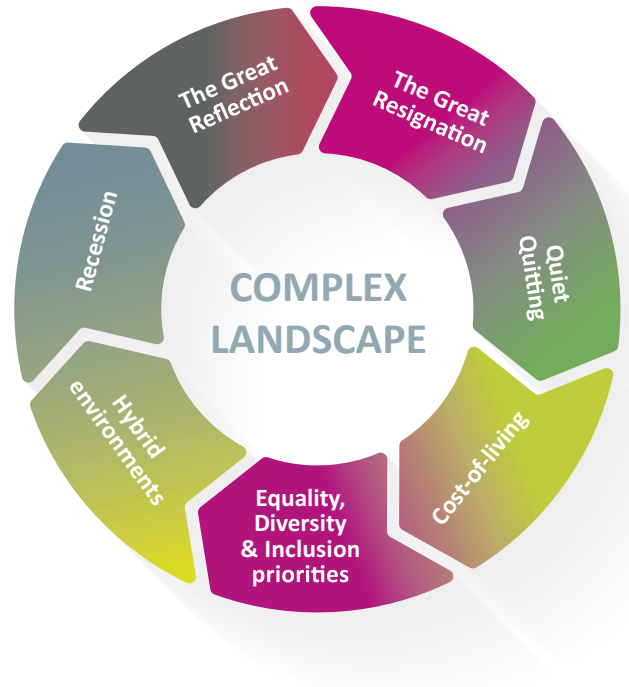 The Great
Reflection
The Great
Resignation
Quiet
Quitting
Cost-of-living
Equality,
Diversity
& Inclusion
priorities
Hybrid
environments
Recession
COMPLEX
LANDSCAPE